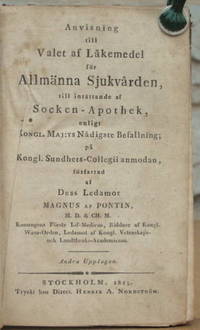 Anvisning
till
Valet af Läkemedel
för
Allmänna Sjukvården,
till inrättande af
Socken-Apothek,
enligt
KONGL. MAJ:TS Nådigste Befallning;
på
Kongl. Sundhets-Collegii anmodan,
författad
af
Dess Ledamot
MAGNUS AF PONTIN,
M. D. & CH. M.
Konungens Förste Lif-Medicus, Riddare af Kongl.
Wasa-Orden, Ledamot af Kongl. Vetenskaps-
och Landtbruks-Academierna.
Andra Upplagan.
STOCKHOLM, 1815.
Tryckt hos Direct. HENRIK A. NORDSTRÖM.